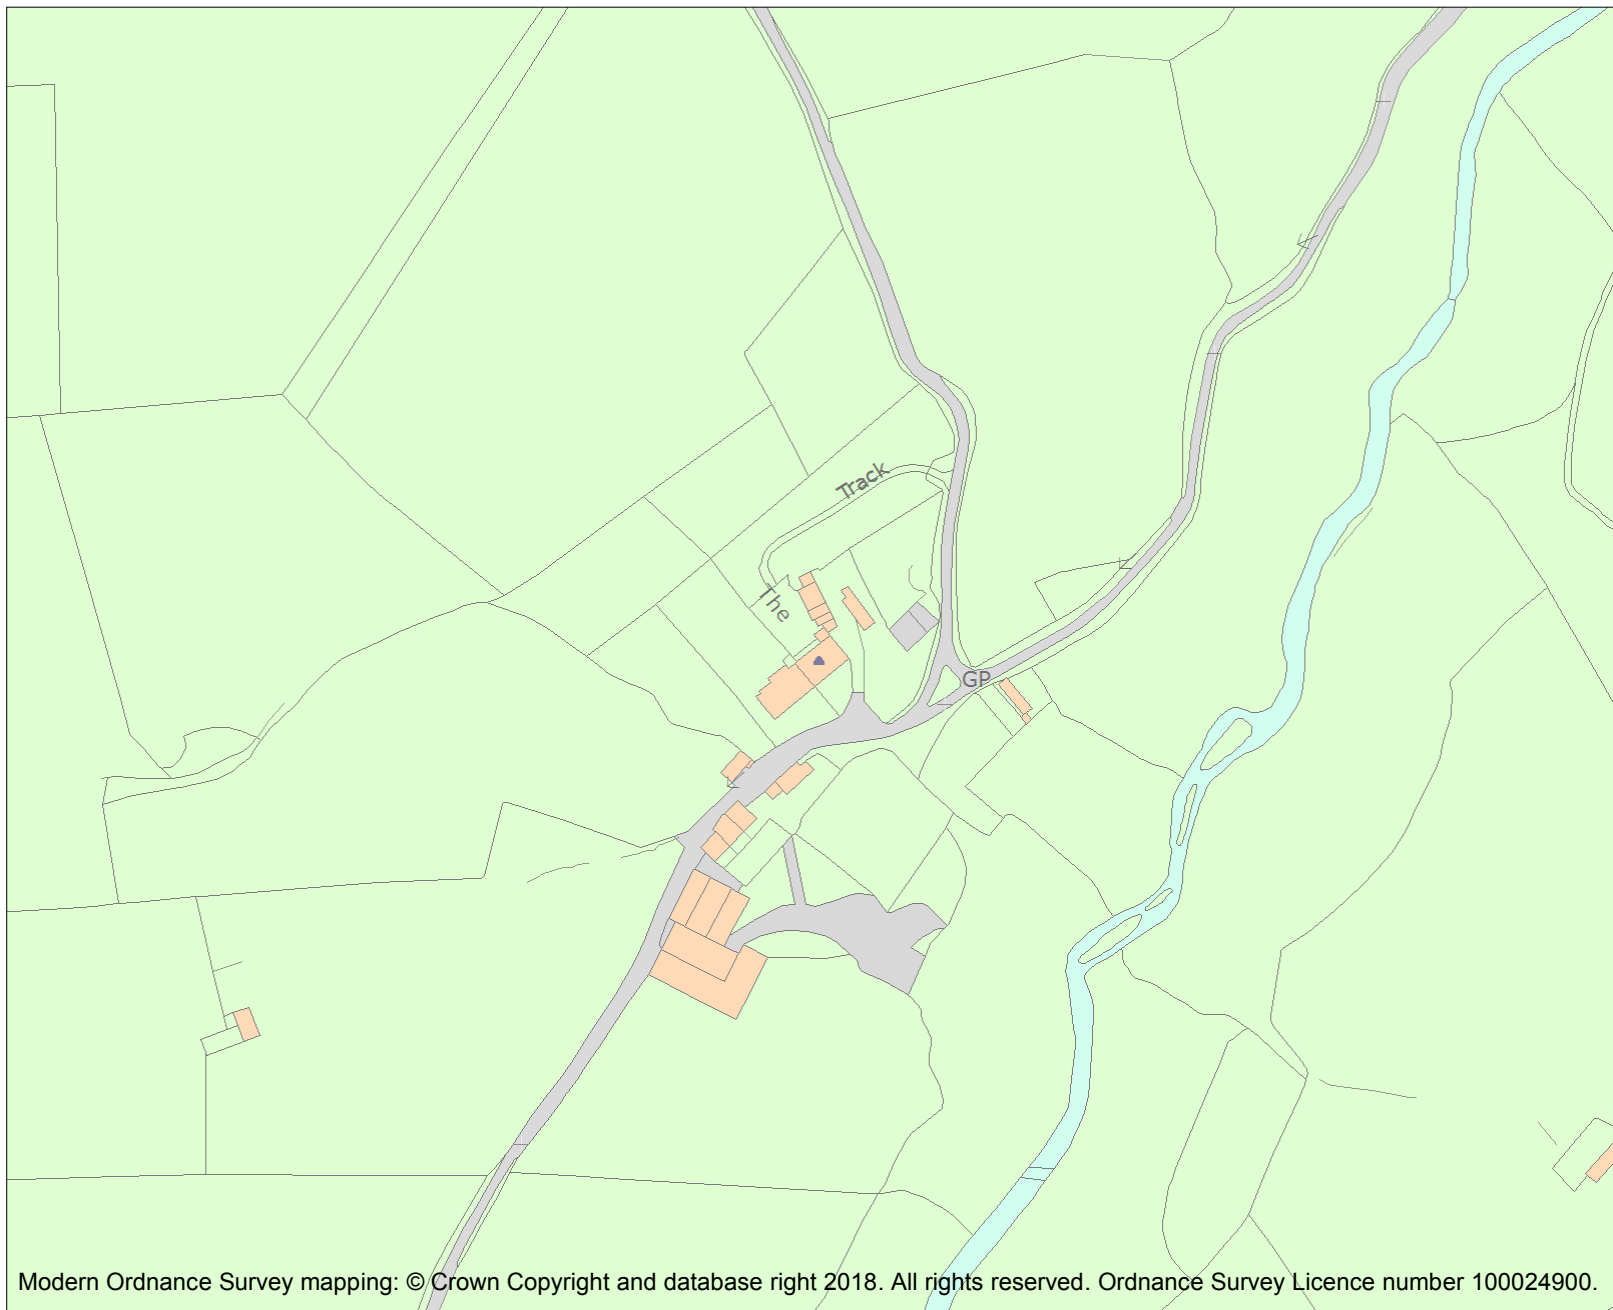 Track
The
GP
Modern Ordnance Survey mapping: © Crown Copyright and database right 2018. All rights reserved. Ordnance Survey Licence number 100024900.